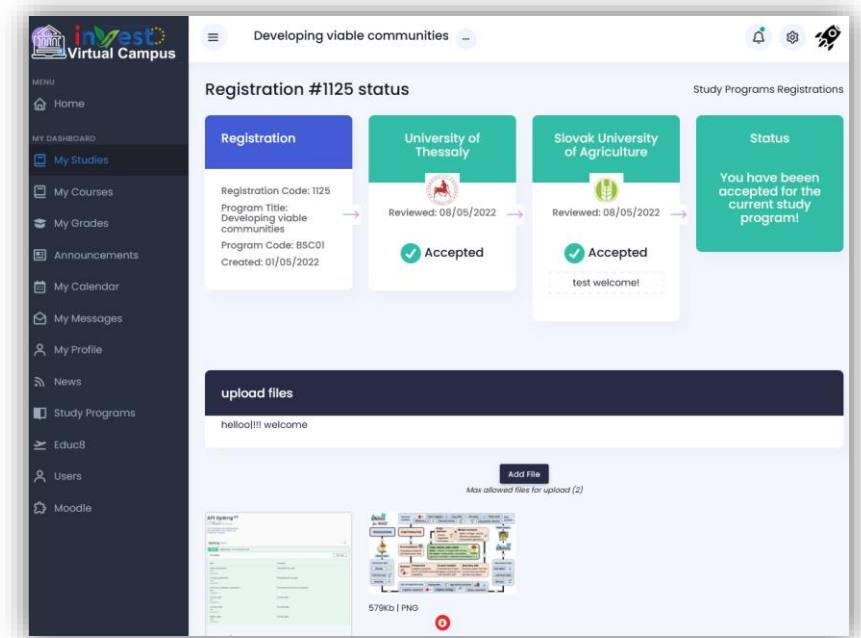 invest
Virtual Campus
Developing viable communities ...
MENU
Home
MY DASHBOARD
My Studies
My Courses
My Grades
Announcements
My Calendar
My Messages
My Profile
News
Study Programs
Educ8
Users
Moodle
Registration #1125 status
Study Programs Registrations
Registration
Registration Code: 1125
Program Title:
Developing viable
communities
Program Code: BSC01
Created: 01/05/2022
University of
Thessaly
Reviewed: 08/05/2022
Accepted
Slovak University
of Agriculture
Reviewed: 08/05/2022
Accepted
test welcome!
Status
You have beeen
accepted for the
current study
program!
upload files
helloo|!!! welcome
Add File
Max allowed files for upload (2)
579Kb | PNG